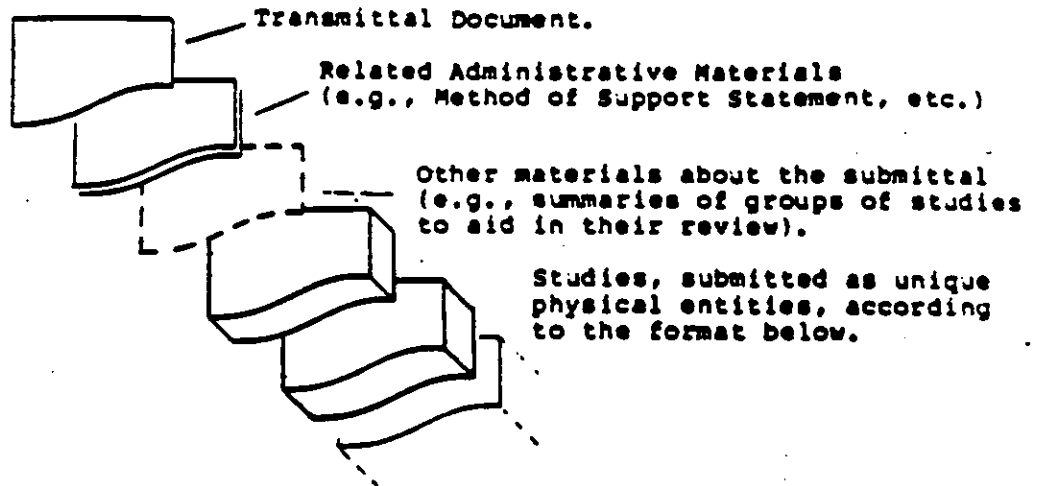 Transmittal Document.
Related Administrative Materials
(e.g., Method of Support Statement, etc.)
Other materials about the submittal
(e.g., summaries of groups of studies
to aid in their review).
Studies, submitted as unique
physical entities, according
to the format below.